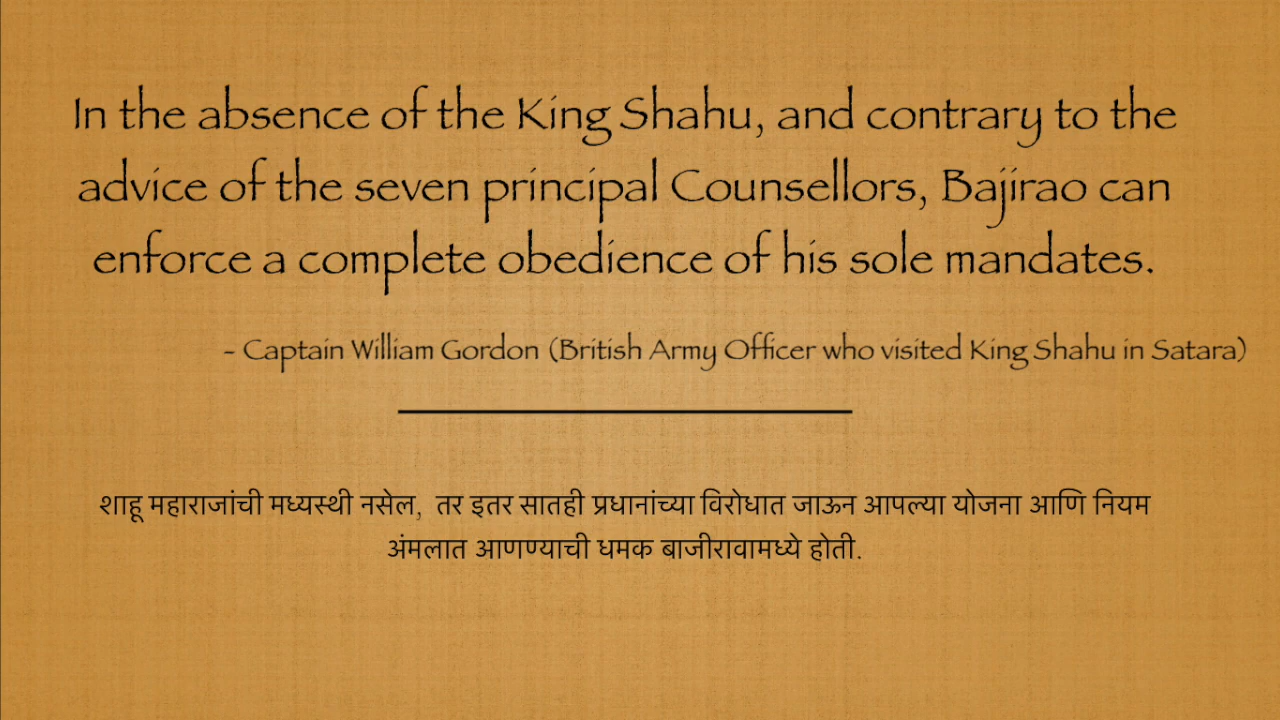 In the absence of the King Shahu, and contrary to the
advice of the seven principal Counsellors, Bajirao can
enforce a complete obedience of his sole mandates.
- Captain William Gordon (British Army Officer who visited King Shahu in Satara)
शाहू महाराजांची मध्यस्थी नसेल, तर इतर सातही प्रधानांच्या विरोधात जाऊन आपल्या योजना आणि नियम
अंमलात आणण्याची धमक बाजीरावामध्ये होती.